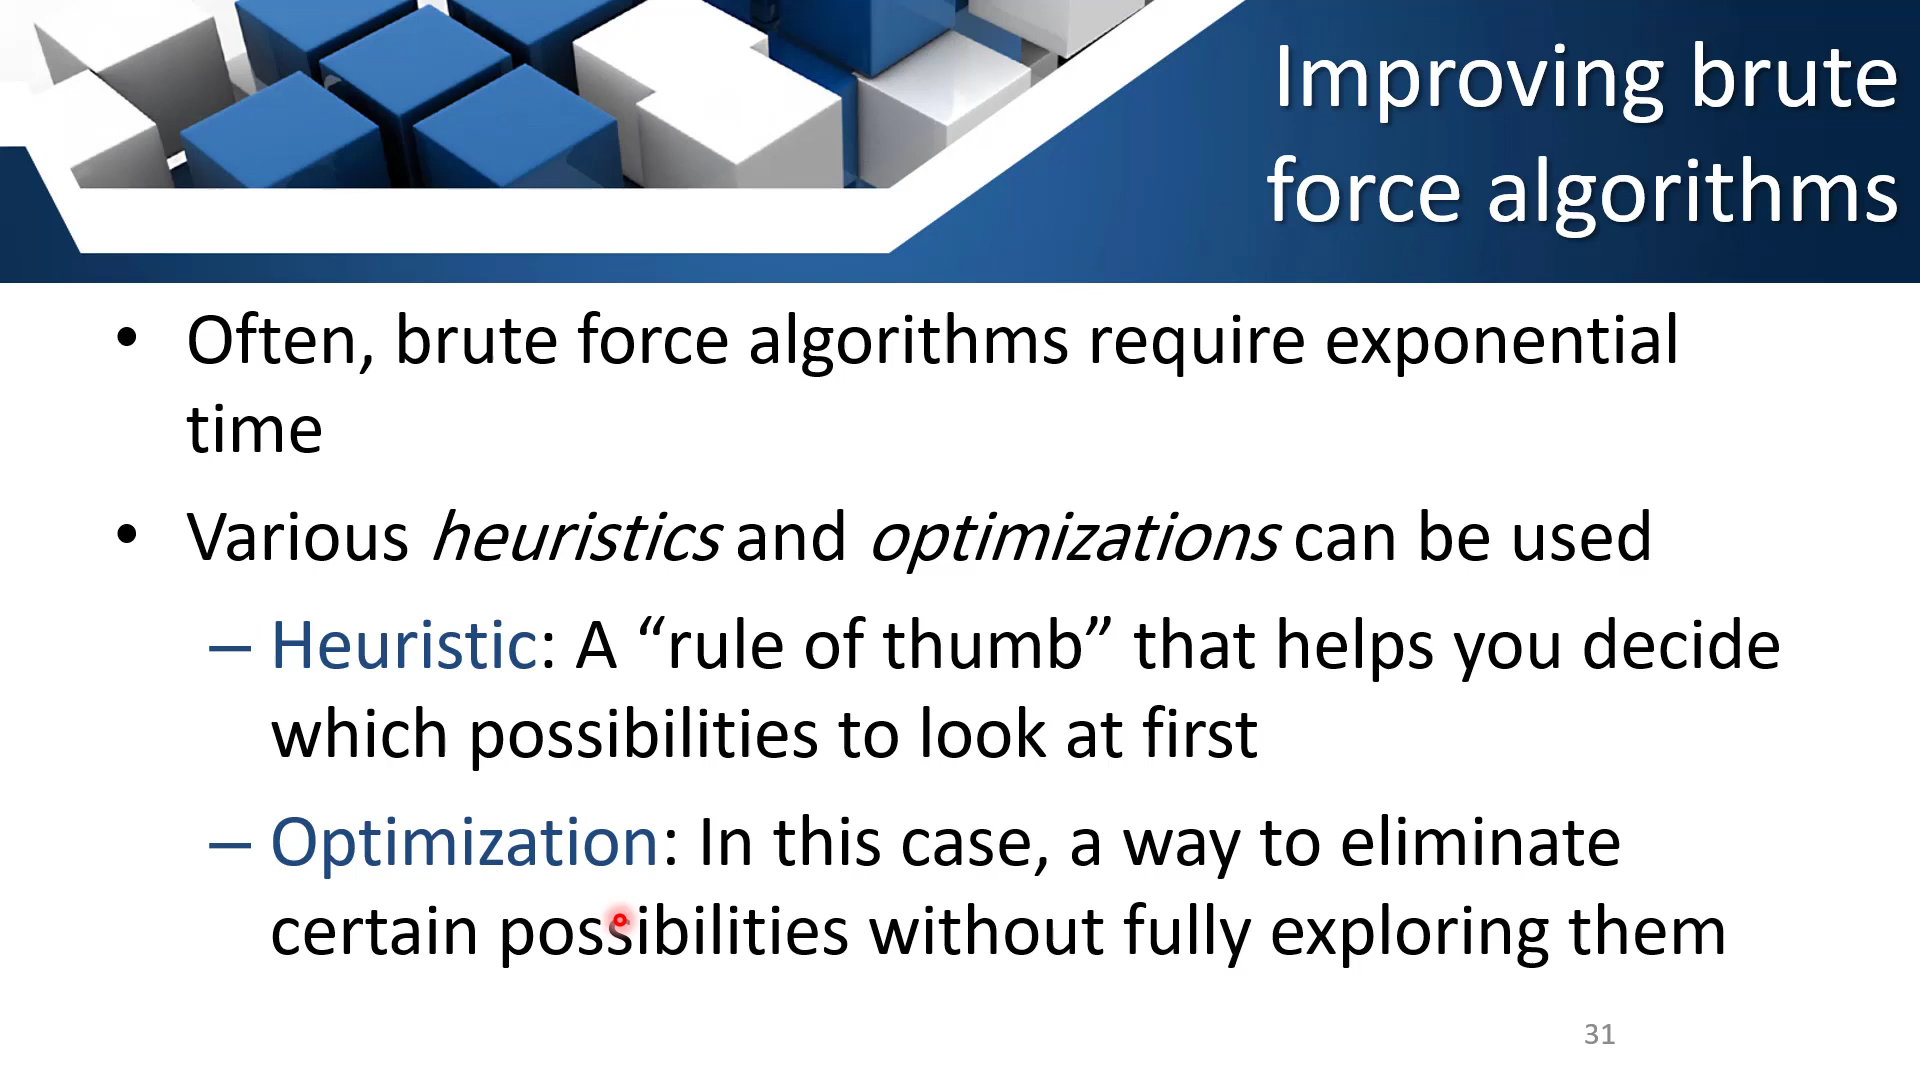 Improving brute
force algorithms
• Often, brute force algorithms require exponential
time
• Various heuristics and optimizations can be used
– Heuristic: A “rule of thumb” that helps you decide
which possibilities to look at first
– Optimization: In this case, a way to eliminate
certain possibilities without fully exploring them
31